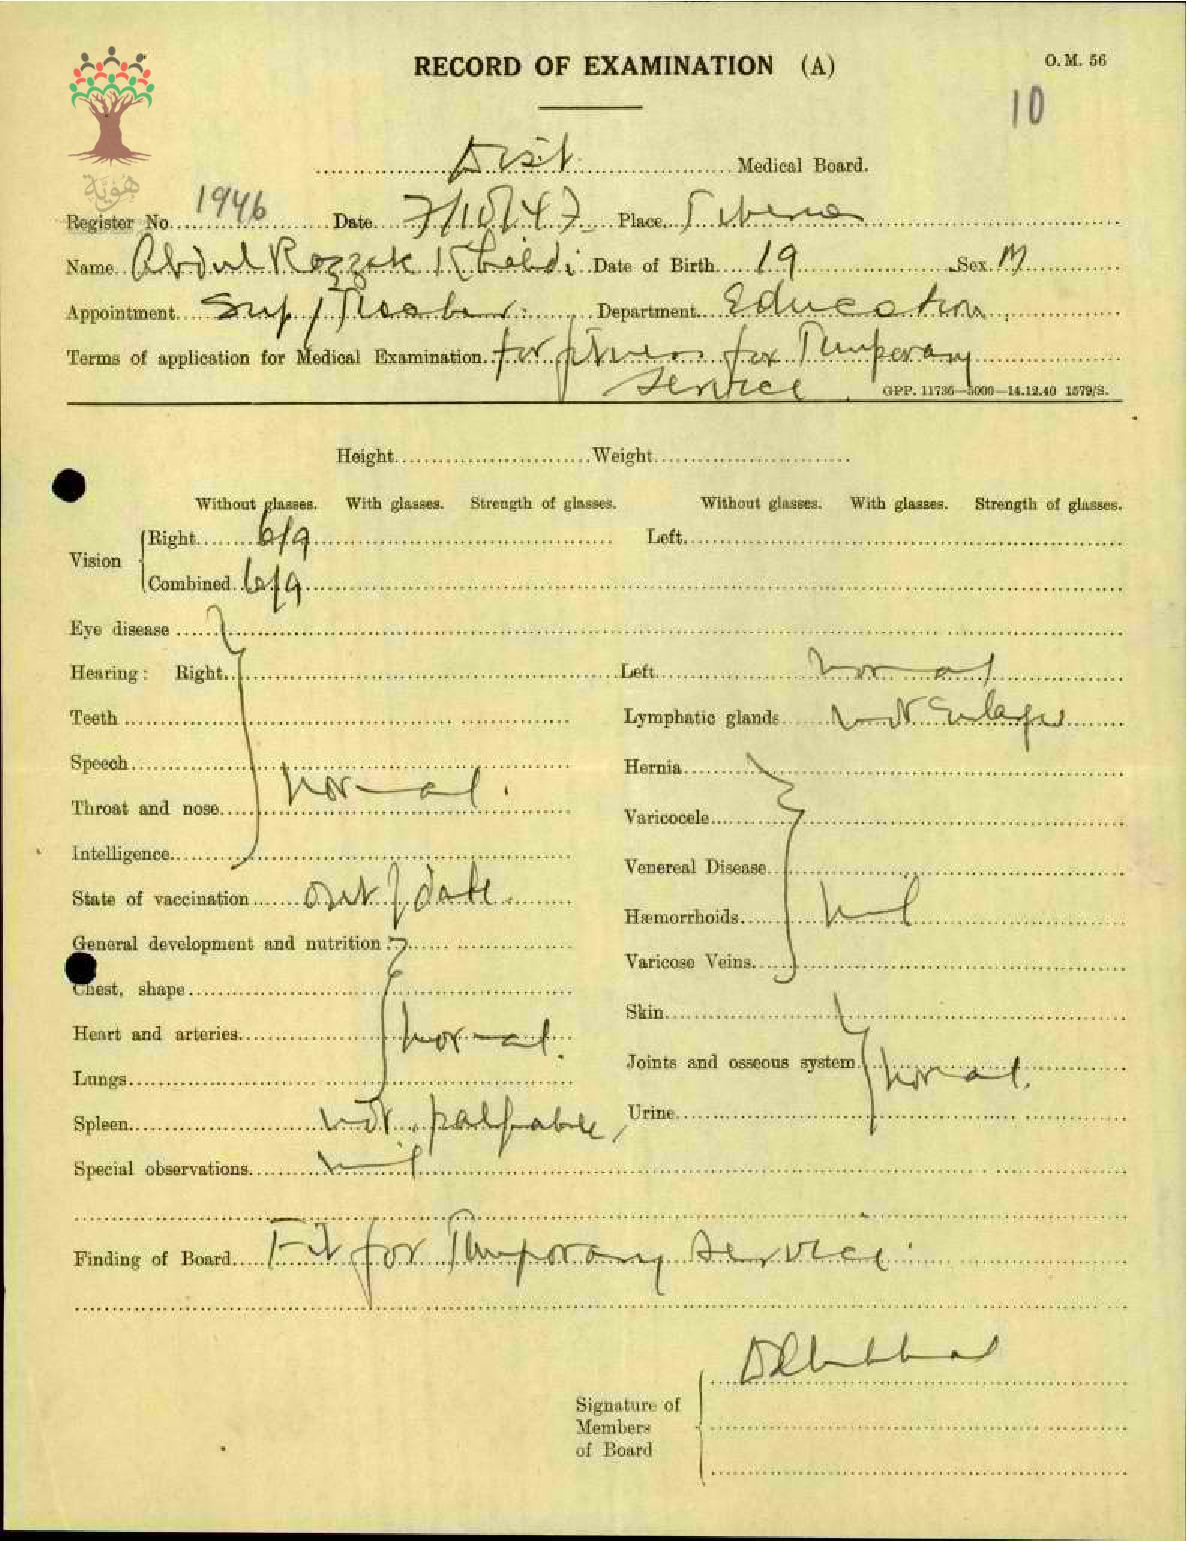 RECORD OF EXAMINATION (A)
O. M. 56
10
Dist. Medical Board.
هوية
Register No. 1946 Date 7/10/47 Place Tiberias
Name Abdul Razzak Khalidi Date of Birth 19 Sex M
Appointment Sup/Teacher Department Education
Terms of application for Medical Examination for fitness for Temporary
service
GPP. 11736—5000—14.12.40 1579/S.
Height Weight
Without glasses. With glasses. Strength of glasses. Without glasses. With glasses. Strength of glasses.
Vision
Right 6/9 Left
Combined 6/9
Eye disease
Hearing : Right Left normal
Teeth Lymphatic glands not Enlarged
Speech Hernia
normal.
Throat and nose Varicocele
Intelligence Venereal Disease
State of vaccination out of date Hæmorrhoids nil
General development and nutrition Varicose Veins
Chest, shape
Heart and arteries normal. Skin
Lungs Joints and osseous system normal.
Spleen not palpable Urine
Special observations nil
Finding of Board Fit for Temporary service
Signature of
Members
of Board